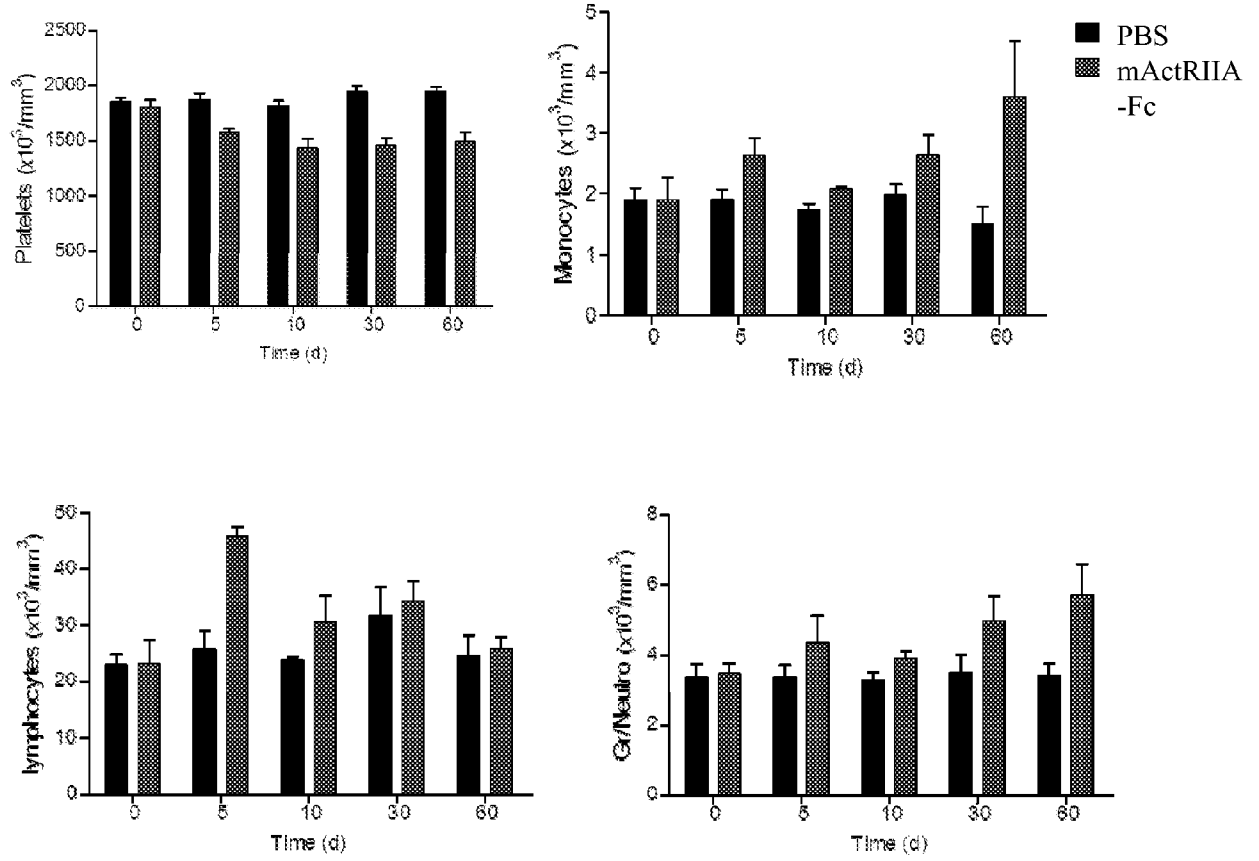 2500
2000
1500
1000
500
0
Platelets (x10³/mm³)
0 5 10 30 60
Time (d)
5
4
3
2
1
0
Monocytes (x10³/mm³)
0 5 10 30 60
Time (d)
PBS
mActRIIA
-Fc
50
40
30
20
10
0
lymphocytes (x10³/mm³)
0 5 10 30 60
Time (d)
8
6
4
2
0
Gr/Neutro (x10³/mm³)
0 5 10 30 60
Time (d)